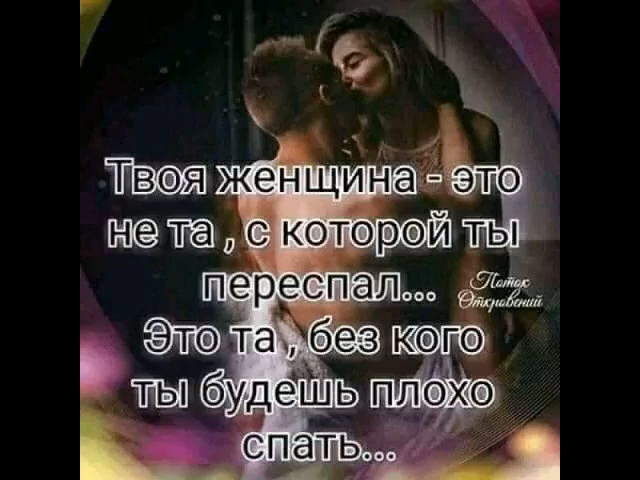 Твоя женщина - это
не та , с которой ты
переспал...
Поток
Откровений
Это та , без кого
ты будешь плохо
спать...